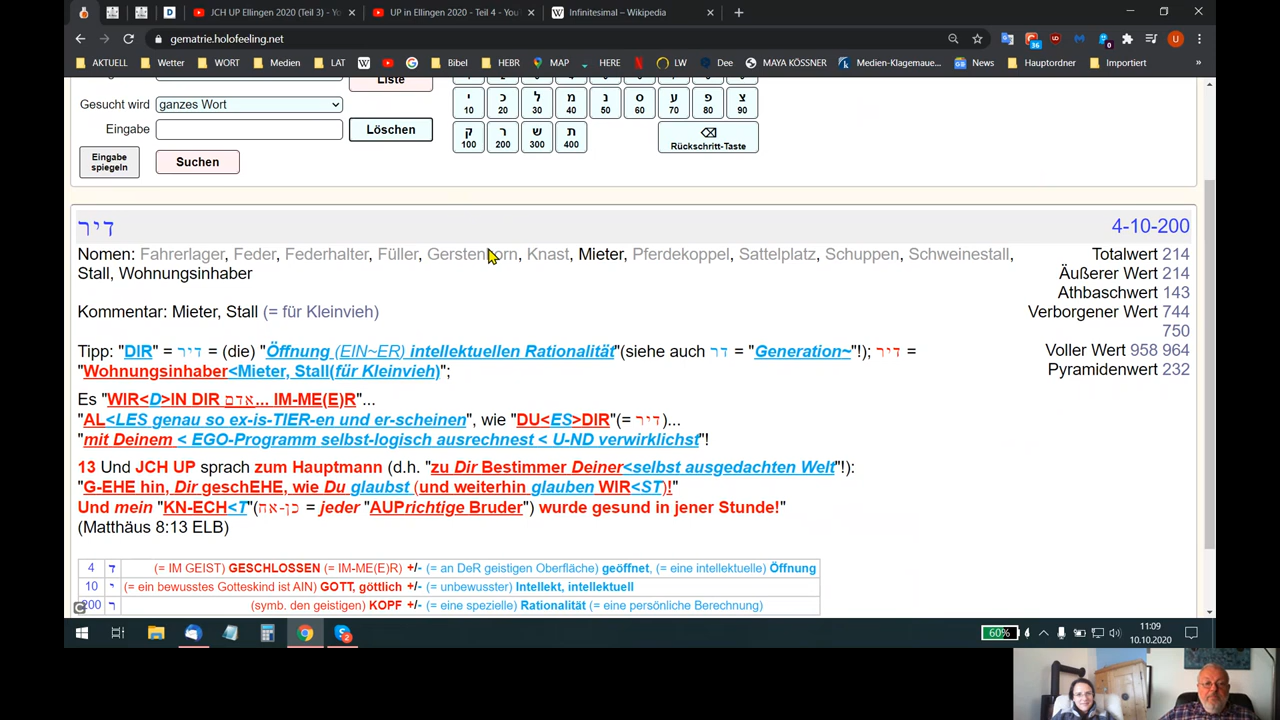 JCH UP Ellingen 2020 (Teil 3) - Yo
UP in Ellingen 2020 - Teil 4 - You
Infinitesimal – Wikipedia
gematrie.holofeeling.net
AKTUELL Wetter WORT Medien LAT Bibel HEBR MAP HERE LW Dee MAYA KÖSSNER Medien-Klagemaue... News Hauptordner Importiert »
Liste
Gesucht wird ganzes Wort
Eingabe Löschen
Eingabe spiegeln Suchen
י כ ל מ נ ס ע פ צ
10 20 30 40 50 60 70 80 90
ק ר ש ת
100 200 300 400 Rückschritt-Taste
דיר 4-10-200
Nomen: Fahrerlager, Feder, Federhalter, Füller, Gerstenkorn, Knast, Mieter, Pferdekoppel, Sattelplatz, Schuppen, Schweinestall,
Stall, Wohnungsinhaber
Totalwert 214
Äußerer Wert 214
Athbaschwert 143
Verborgener Wert 744
750
Voller Wert 958 964
Pyramidenwert 232
Kommentar: Mieter, Stall (= für Kleinvieh)
Tipp: "DIR" = דיר = (die) "Öffnung (EIN~ER) intellektuellen Rationalität"(siehe auch דר = "Generation~"!); דיר =
"Wohnungsinhaber<Mieter, Stall(für Kleinvieh)";
Es "WIR<D>IN DIR אדם... IM-ME(E)R"...
"AL<LES genau so ex-is-TIER-en und er-scheinen", wie "DU<ES>DIR"(= דיר)...
"mit Deinem < EGO-Programm selbst-logisch ausrechnest < U-ND verwirklichst"!
13 Und JCH UP sprach zum Hauptmann (d.h. "zu Dir Bestimmer Deiner<selbst ausgedachten Welt"!):
"G-EHE hin, Dir geschEHE, wie Du glaubst (und weiterhin glauben WIR<ST)!"
Und mein "KN-ECH<T"(כן-אח = jeder "AUPrichtige Bruder") wurde gesund in jener Stunde!"
(Matthäus 8:13 ELB)
4 ד (= IM GEIST) GESCHLOSSEN (= IM-ME(E)R) +/- (= an DeR geistigen Oberfläche) geöffnet, (= eine intellektuelle) Öffnung
10 י (= ein bewusstes Gotteskind ist AIN) GOTT, göttlich +/- (= unbewusster) Intellekt, intellektuell
200 ר (symb. den geistigen) KOPF +/- (= eine spezielle) Rationalität (= eine persönliche Berechnung)
60% 11:09
10.10.2020